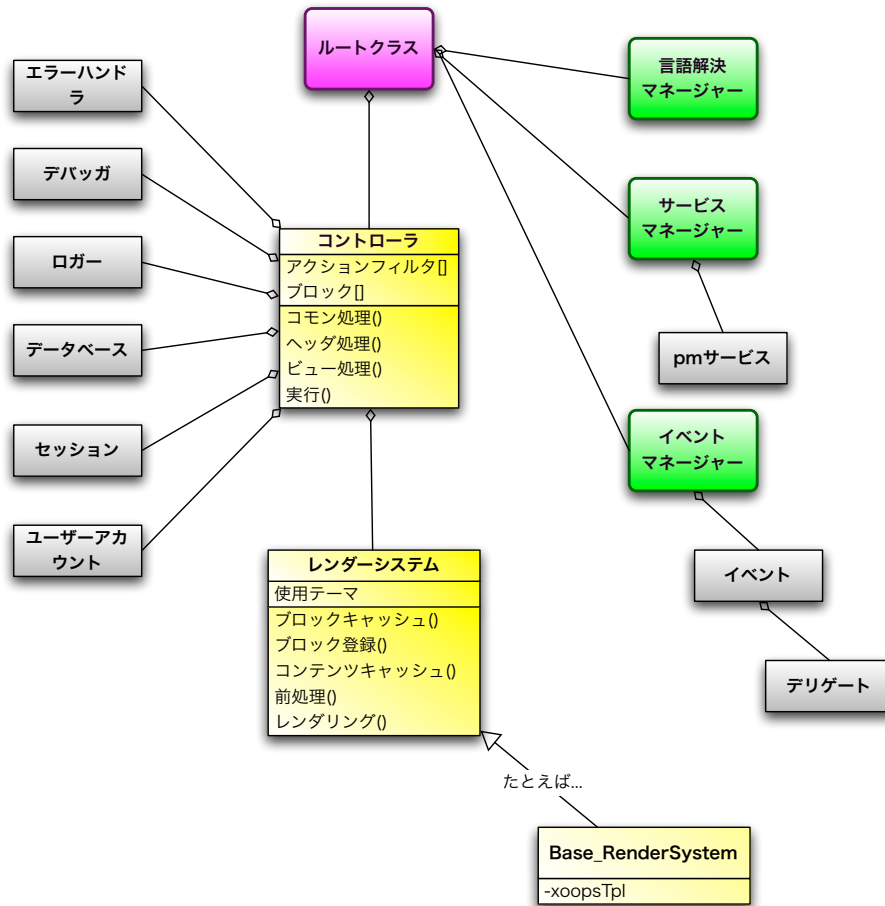 ルートクラス
言語解決
マネージャー
エラーハンド
ラ
デバッガ
サービス
マネージャー
ロガー
コントローラ
アクションフィルタ[]
ブロック[]
コモン処理()
ヘッダ処理()
ビュー処理()
実行()
データベース
pmサービス
セッション
イベント
マネージャー
ユーザーアカ
ウント
レンダーシステム
使用テーマ
ブロックキャッシュ()
ブロック登録()
コンテンツキャッシュ()
前処理()
レンダリング()
イベント
デリゲート
たとえば...
Base_RenderSystem
-xoopsTpl